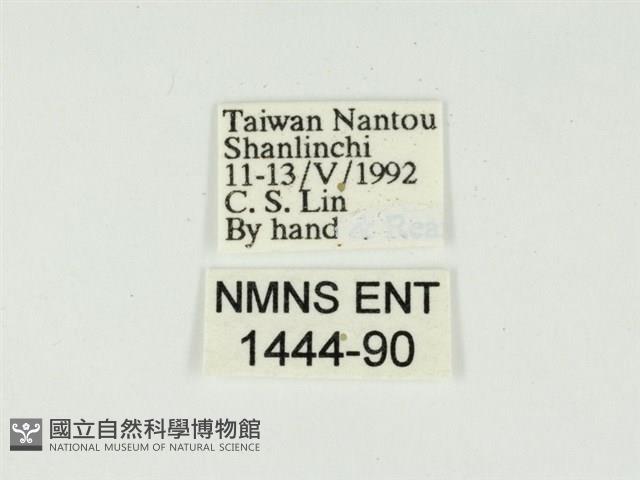 Taiwan Nantou
Shanlinchi
11-13/V/1992
C. S. Lin
By hand & Rear
NMNS ENT
1444-90
國立自然科學博物館
NATIONAL MUSEUM OF NATURAL SCIENCE